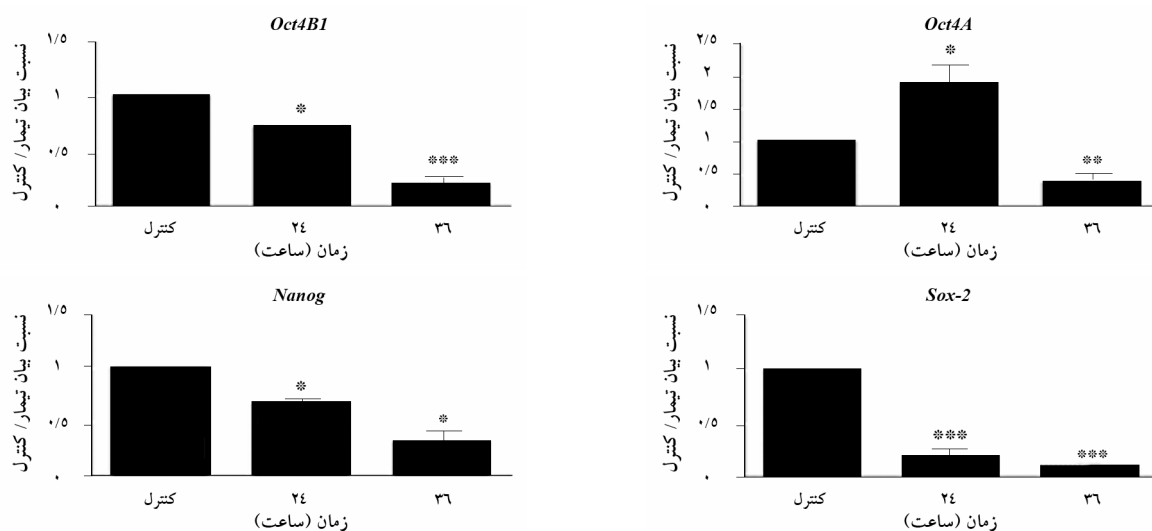 Oct4B1
نسبت بیان تیمار/ کنترل
۱/۵
۱
۰/۵
۰
*
***
کنترل
۲٤
۳٦
زمان (ساعت)
Oct4A
نسبت بیان تیمار/ کنترل
۲/۵
۲
۱/۵
۱
۰/۵
۰
*
**
کنترل
۲٤
۳٦
زمان (ساعت)
Nanog
نسبت بیان تیمار/ کنترل
۱/۵
۱
۰/۵
۰
*
*
کنترل
۲٤
۳٦
زمان (ساعت)
Sox-2
نسبت بیان تیمار/ کنترل
۱/۵
۱
۰/۵
۰
***
***
کنترل
۲٤
۳٦
زمان (ساعت)